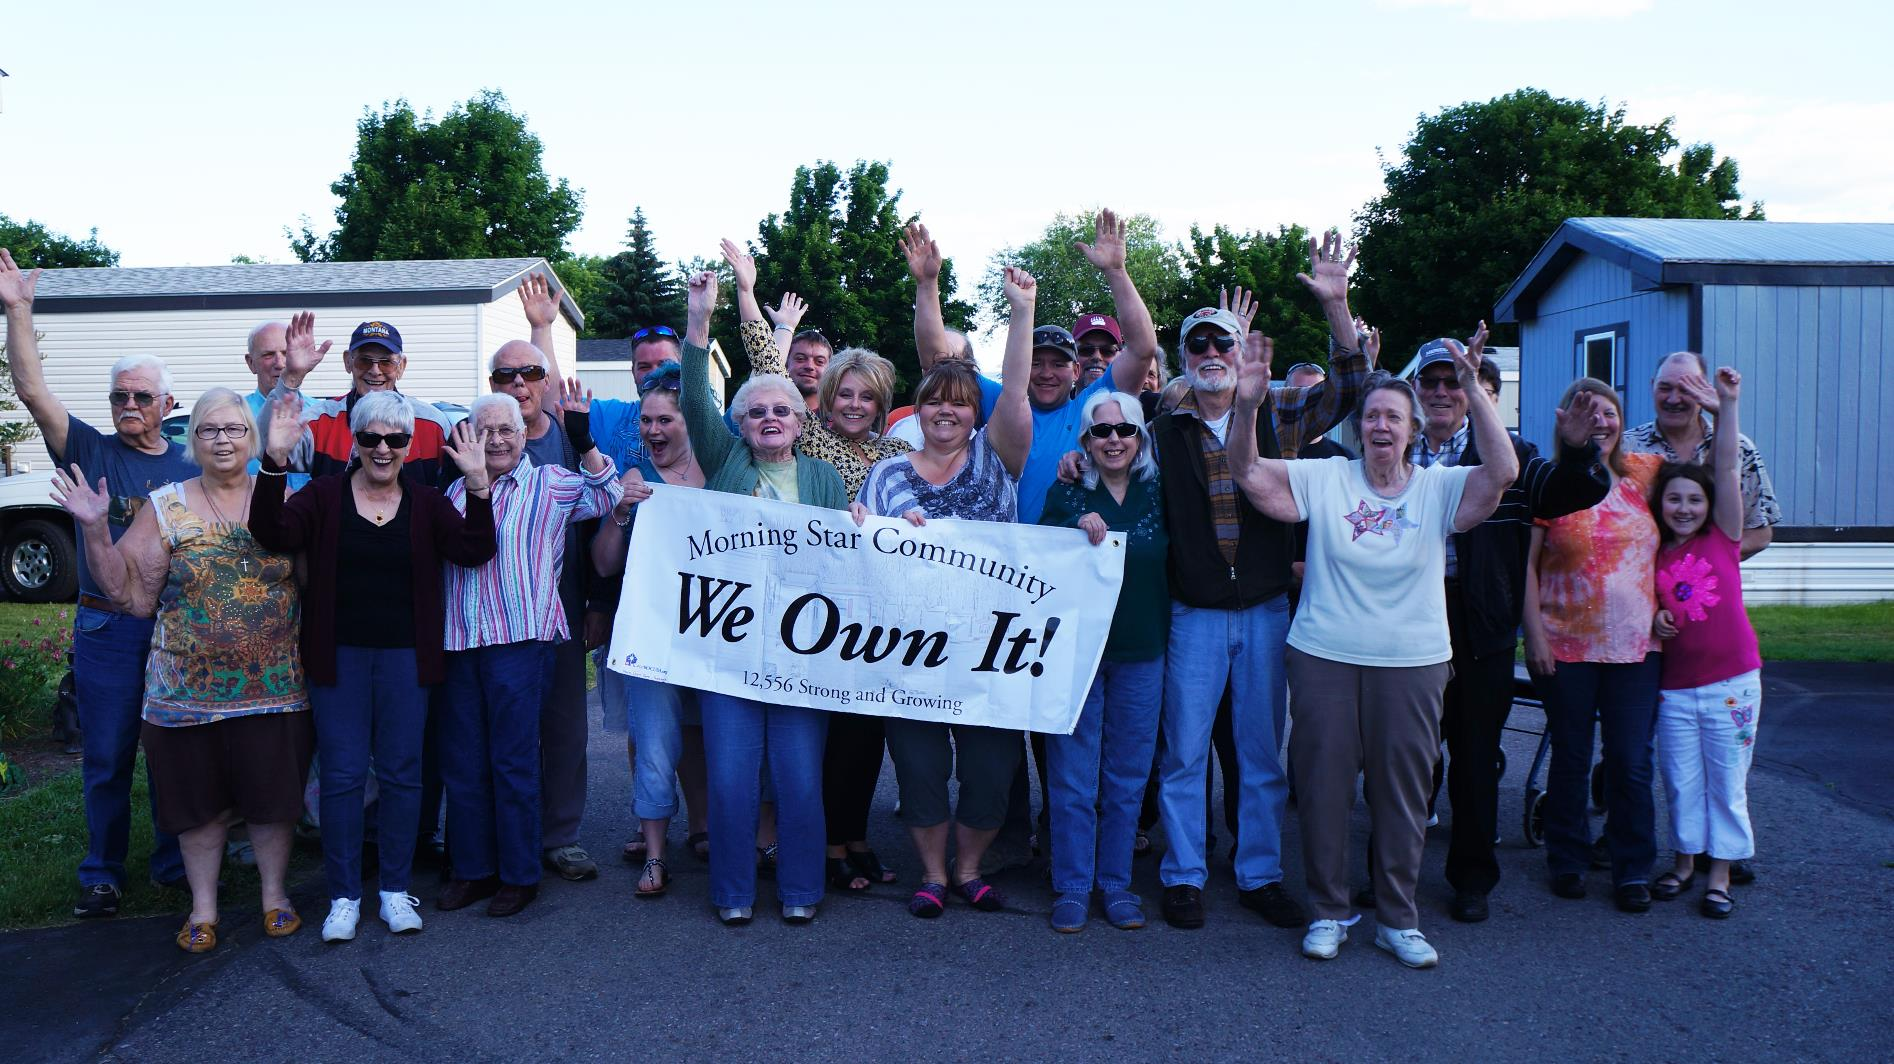 MONTANA
Morning Star Community
We Own It!
12,556 Strong and Growing